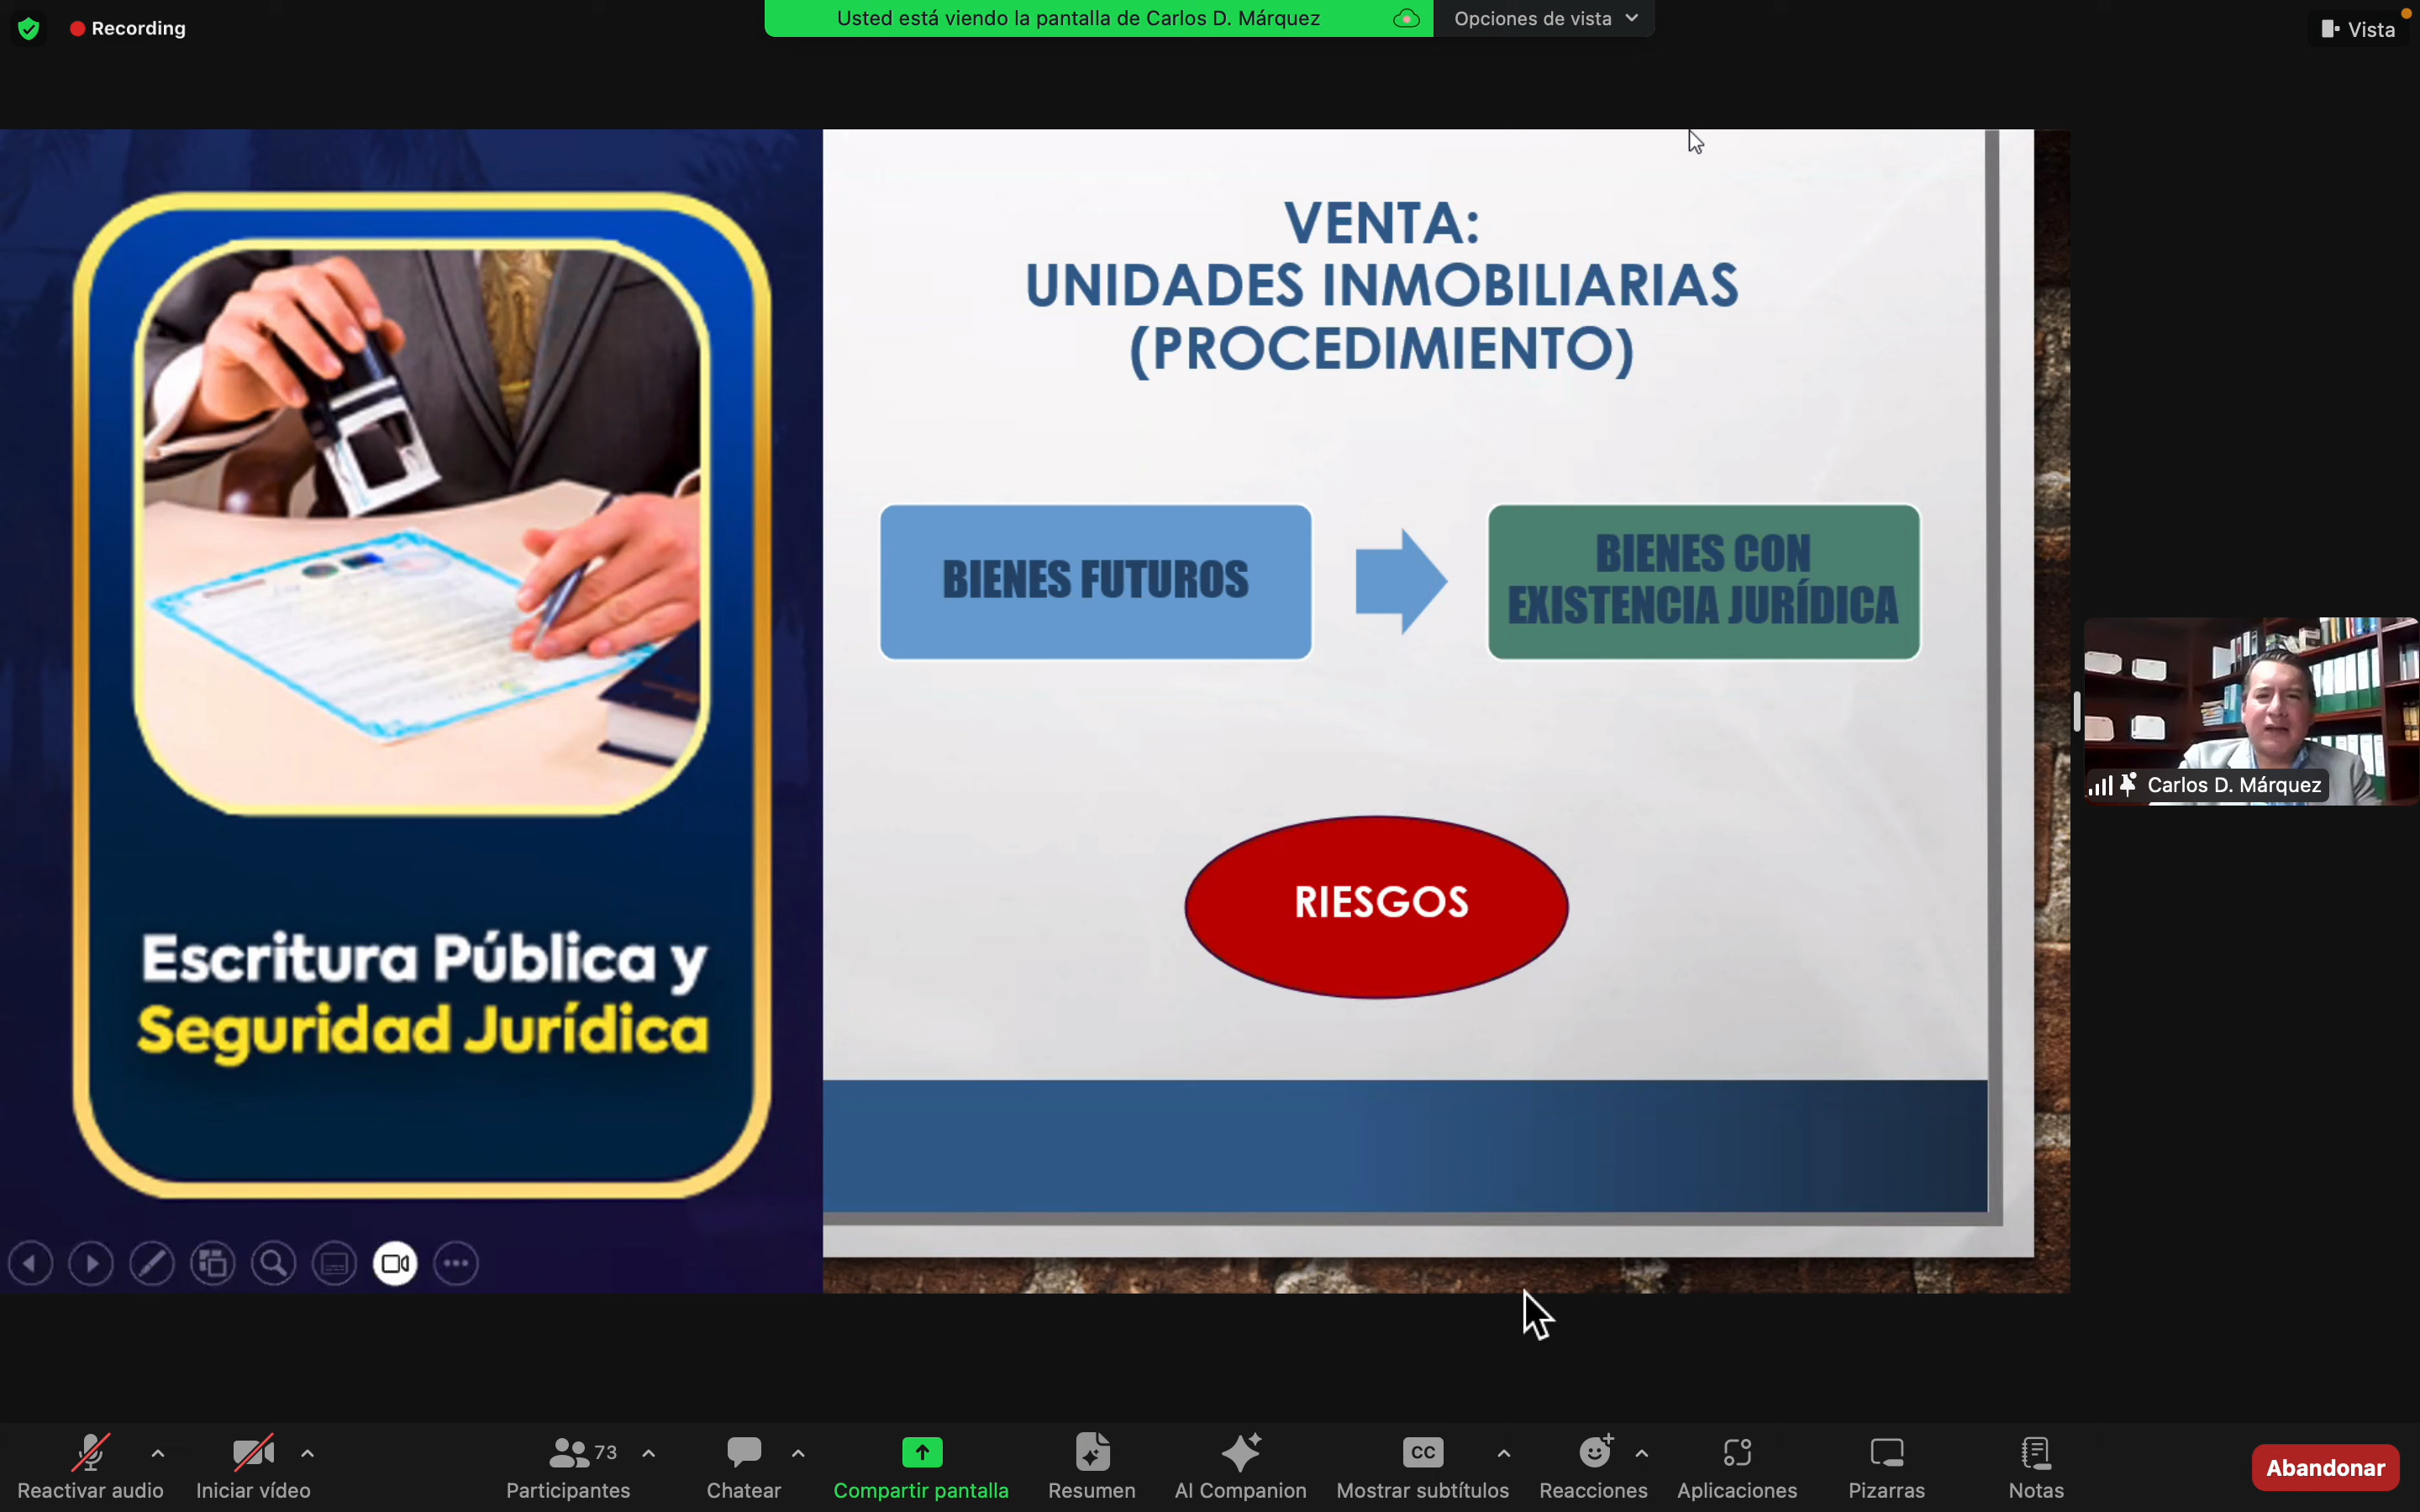 Recording
Usted está viendo la pantalla de Carlos D. Márquez
Opciones de vista
Vista
VENTA:
UNIDADES INMOBILIARIAS
(PROCEDIMIENTO)
BIENES FUTUROS
BIENES CON
EXISTENCIA JURÍDICA
RIESGOS
Escritura Pública y
Seguridad Jurídica
Carlos D. Márquez
Reactivar audio
Iniciar vídeo
73
Participantes
Chatear
Compartir pantalla
Resumen
AI Companion
CC
Mostrar subtítulos
Reacciones
Aplicaciones
Pizarras
Notas
Abandonar